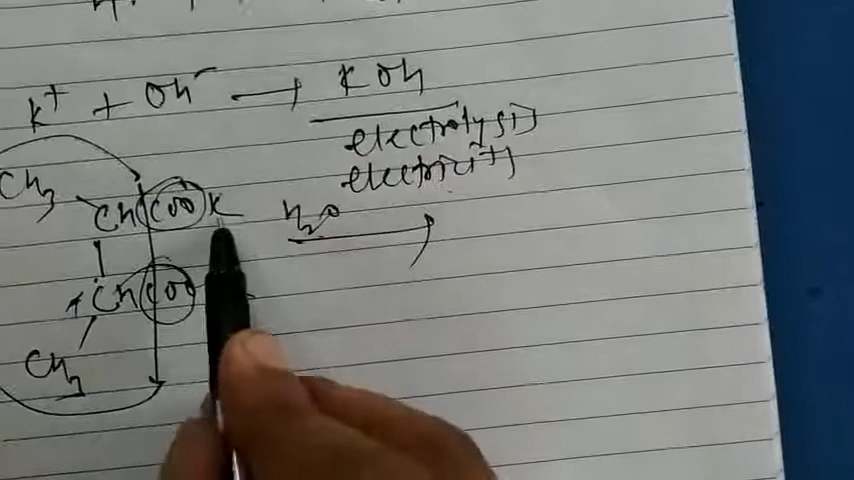 K⁺ + OH⁻ → KOH
electrolysis
electricity
CH₃
CH COO K
H₂O →
CH COO
CH₃